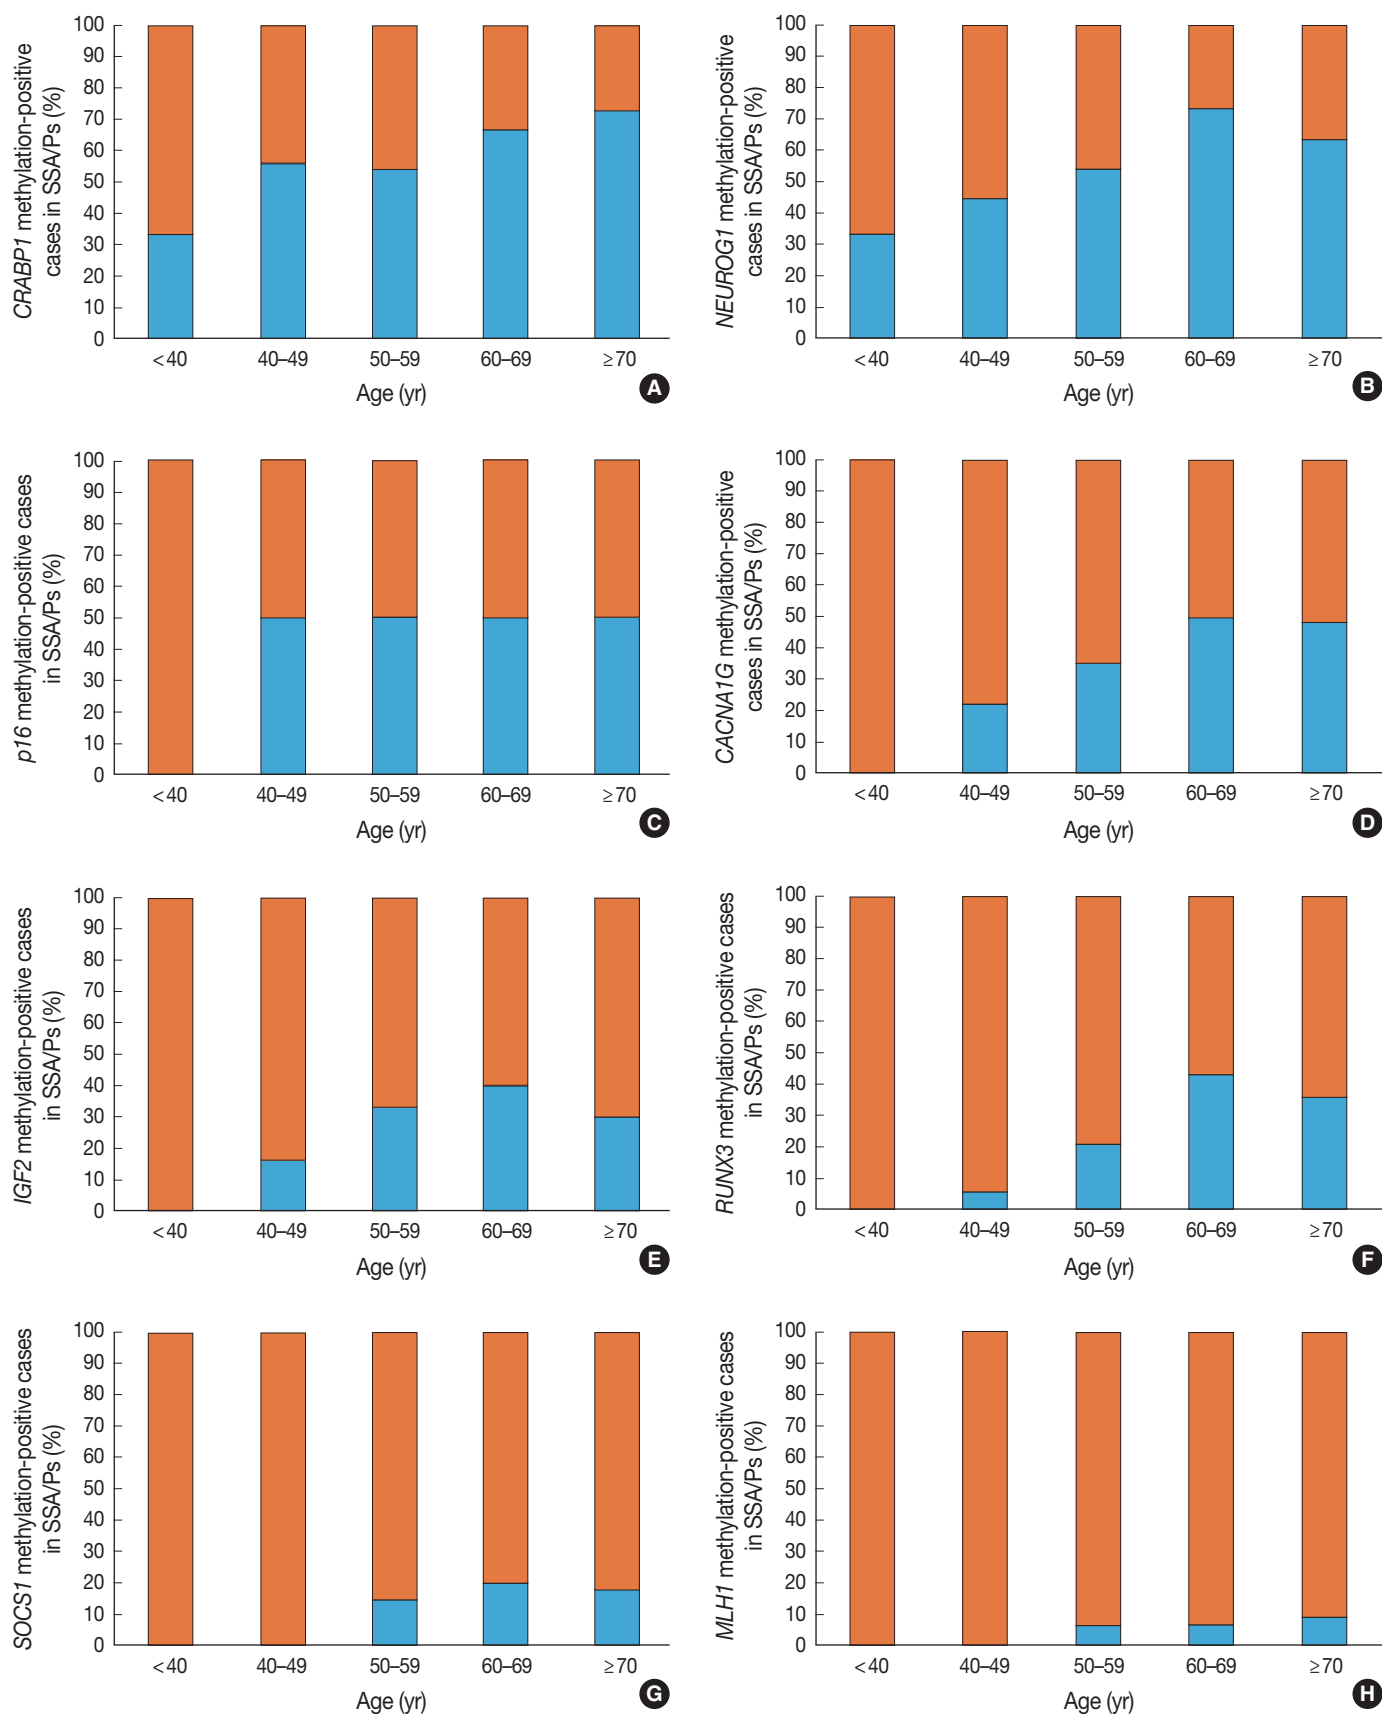 CRABP1 methylation-positive
cases in SSA/Ps (%)
100
90
80
70
60
50
40
30
20
10
0
<40 40–49 50–59 60–69 ≥70
Age (yr)
A
NEUROG1 methylation-positive
cases in SSA/Ps (%)
100
90
80
70
60
50
40
30
20
10
0
<40 40–49 50–59 60–69 ≥70
Age (yr)
B
p16 methylation-positive cases
in SSA/Ps (%)
100
90
80
70
60
50
40
30
20
10
0
<40 40–49 50–59 60–69 ≥70
Age (yr)
C
CACNA1G methylation-positive
cases in SSA/Ps (%)
100
90
80
70
60
50
40
30
20
10
0
<40 40–49 50–59 60–69 ≥70
Age (yr)
D
IGF2 methylation-positive cases
in SSA/Ps (%)
100
90
80
70
60
50
40
30
20
10
0
<40 40–49 50–59 60–69 ≥70
Age (yr)
E
RUNX3 methylation-positive cases
in SSA/Ps (%)
100
90
80
70
60
50
40
30
20
10
0
<40 40–49 50–59 60–69 ≥70
Age (yr)
F
SOCS1 methylation-positive cases
in SSA/Ps (%)
100
90
80
70
60
50
40
30
20
10
0
<40 40–49 50–59 60–69 ≥70
Age (yr)
G
MLH1 methylation-positive cases
in SSA/Ps (%)
100
90
80
70
60
50
40
30
20
10
0
<40 40–49 50–59 60–69 ≥70
Age (yr)
H